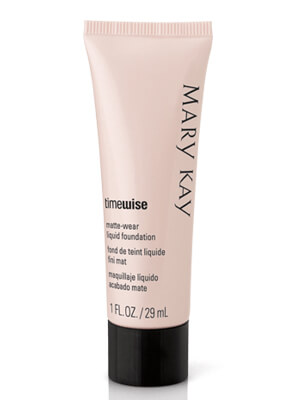 MARY KAY
timewise
matte-wear
liquid foundation
fond de teint liquide
fini mat
maquillaje líquido
acabado mate
1 FL. OZ. / 29 mL